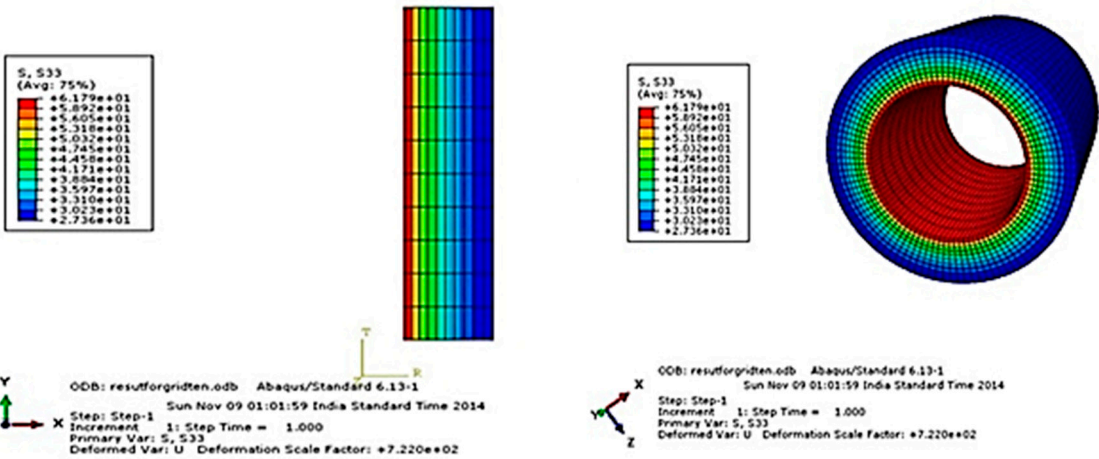 S, S33
(Avg: 75%)
+6.179e+01
+5.892e+01
+5.605e+01
+5.318e+01
+5.032e+01
+4.745e+01
+4.458e+01
+4.171e+01
+3.884e+01
+3.597e+01
+3.310e+01
+3.023e+01
+2.736e+01
T
R
Y
X
ODB: resutforgridten.odb Abaqus/Standard 6.13-1
Sun Nov 09 01:01:59 India Standard Time 2014
Step: Step-1
Increment 1: Step Time = 1.000
Primary Var: S, S33
Deformed Var: U Deformation Scale Factor: +7.220e+02
S, S33
(Avg: 75%)
+6.179e+01
+5.892e+01
+5.605e+01
+5.318e+01
+5.032e+01
+4.745e+01
+4.458e+01
+4.171e+01
+3.884e+01
+3.597e+01
+3.310e+01
+3.023e+01
+2.736e+01
X
Y
Z
ODB: resutforgridten.odb Abaqus/Standard 6.13-1
Sun Nov 09 01:01:59 India Standard Time 2014
Step: Step-1
Increment 1: Step Time = 1.000
Primary Var: S, S33
Deformed Var: U Deformation Scale Factor: +7.220e+02